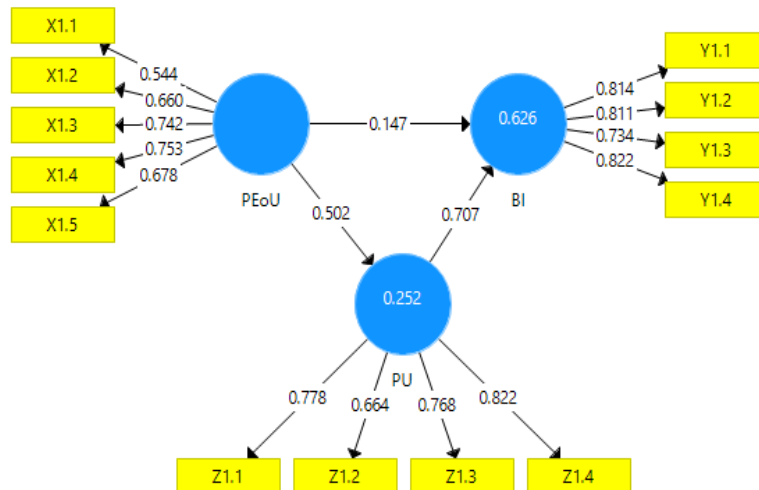 X1.1
X1.2
X1.3
X1.4
X1.5
0.544
0.660
0.742
0.753
0.678
PEoU
0.147
0.502
0.626
BI
0.707
0.814
0.811
0.734
0.822
Y1.1
Y1.2
Y1.3
Y1.4
0.252
PU
0.778
0.664
0.768
0.822
Z1.1
Z1.2
Z1.3
Z1.4